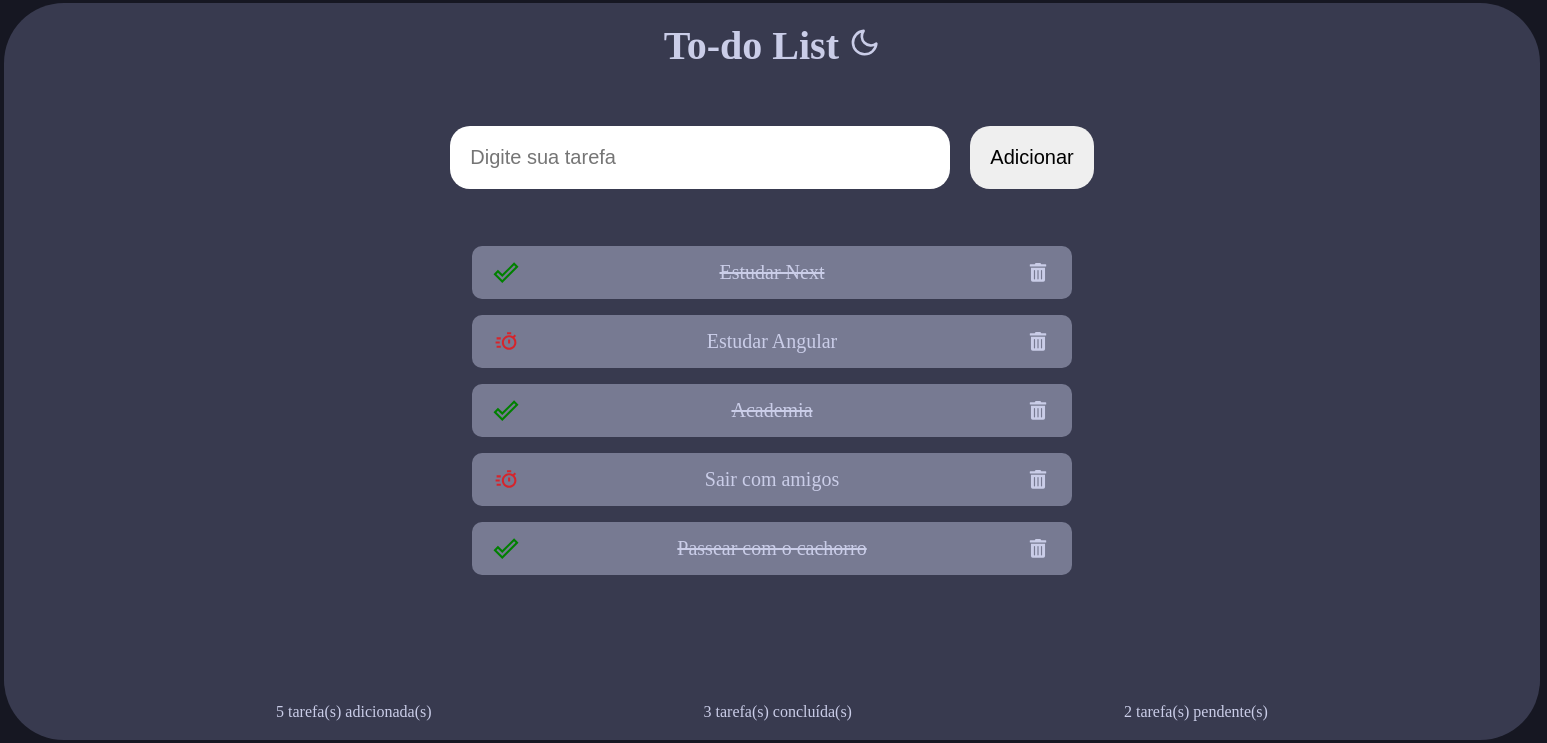 To-do List
Digite sua tarefa
Adicionar
Estudar Next
Estudar Angular
Academia
Sair com amigos
Passear com o cachorro
5 tarefa(s) adicionada(s)
3 tarefa(s) concluída(s)
2 tarefa(s) pendente(s)